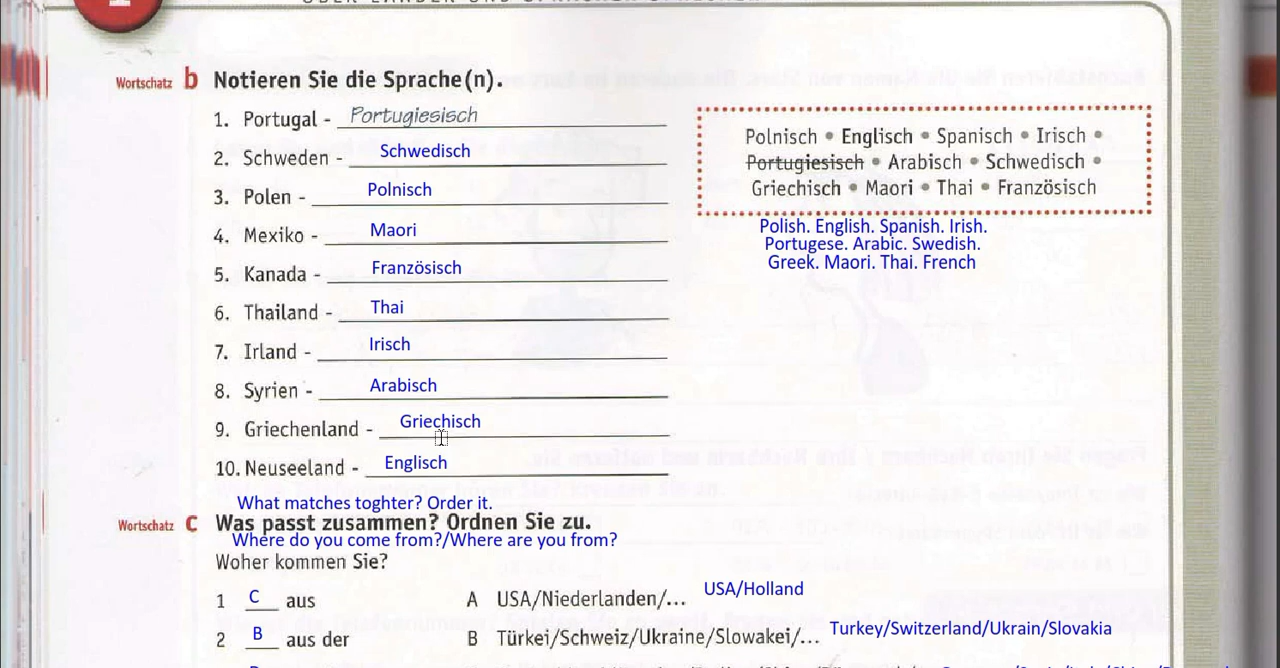 Wortschatz b Notieren Sie die Sprache(n).
1. Portugal - Portugiesisch
2. Schweden - Schwedisch
3. Polen - Polnisch
4. Mexiko - Maori
5. Kanada - Französisch
6. Thailand - Thai
7. Irland - Irisch
8. Syrien - Arabisch
9. Griechenland - Griechisch
10. Neuseeland - Englisch
Polnisch • Englisch • Spanisch • Irisch •
Portugiesisch • Arabisch • Schwedisch •
Griechisch • Maori • Thai • Französisch
Polish. English. Spanish. Irish.
Portugese. Arabic. Swedish.
Greek. Maori. Thai. French
What matches toghter? Order it.
Wortschatz c Was passt zusammen? Ordnen Sie zu.
Where do you come from?/Where are you from?
Woher kommen Sie?
1 C aus A USA/Niederlanden/... USA/Holland
2 B aus der B Türkei/Schweiz/Ukraine/Slowakei/... Turkey/Switzerland/Ukrain/Slovakia